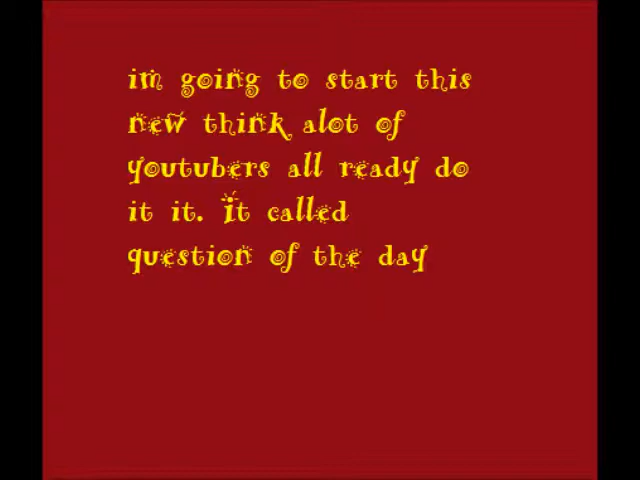 im going to start this
new think alot of
youtubers all ready do
it it. It called
question of the day